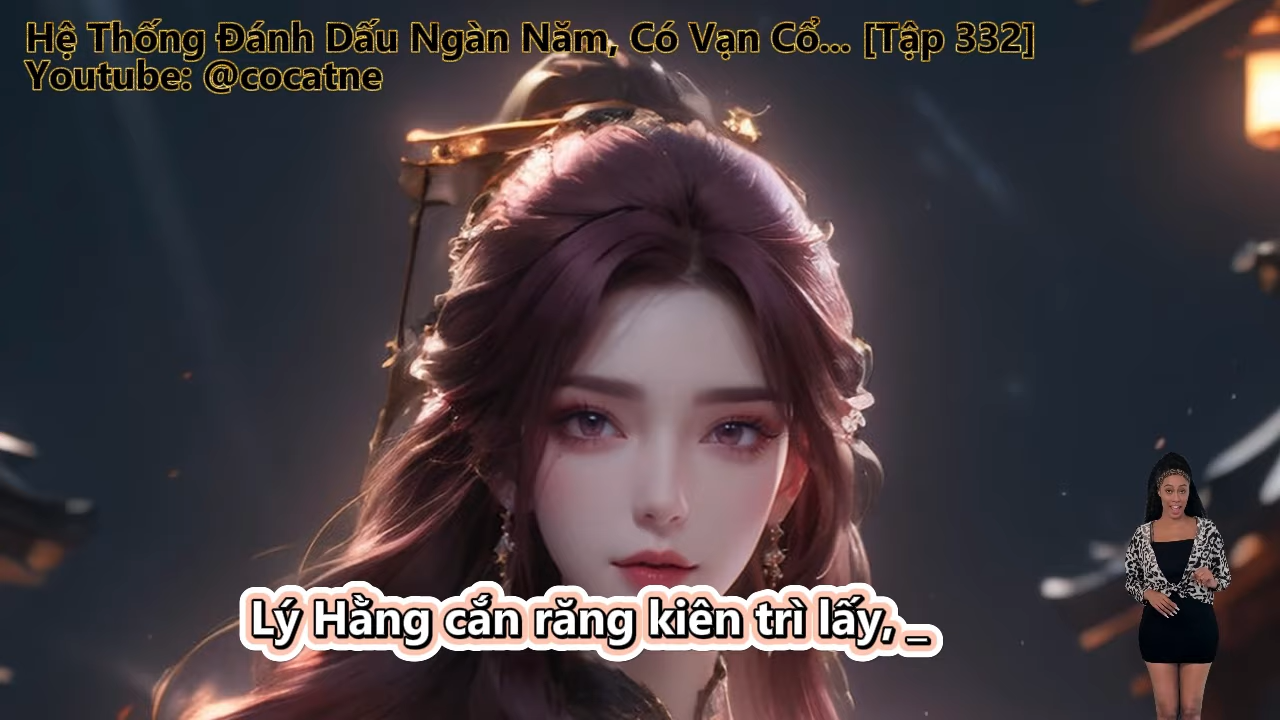 Hệ Thống Đánh Dấu Ngàn Năm, Có Vạn Cổ... [Tập 332]
Youtube: @cocatne
Lý Hằng cắn răng kiên trì lấy, _